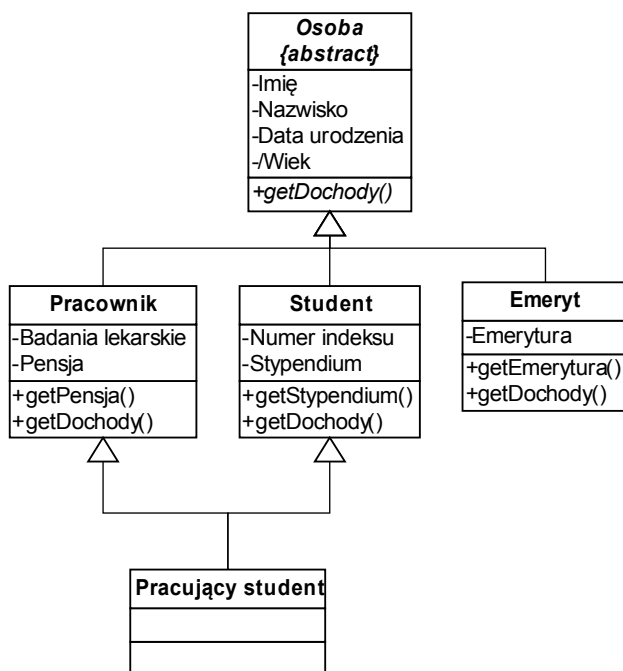 Osoba
{abstract}
-Imię
-Nazwisko
-Data urodzenia
-/Wiek
+getDochody()
Pracownik
-Badania lekarskie
-Pensja
+getPensja()
+getDochody()
Student
-Numer indeksu
-Stypendium
+getStypendium()
+getDochody()
Emeryt
-Emerytura
+getEmerytura()
+getDochody()
Pracujący student